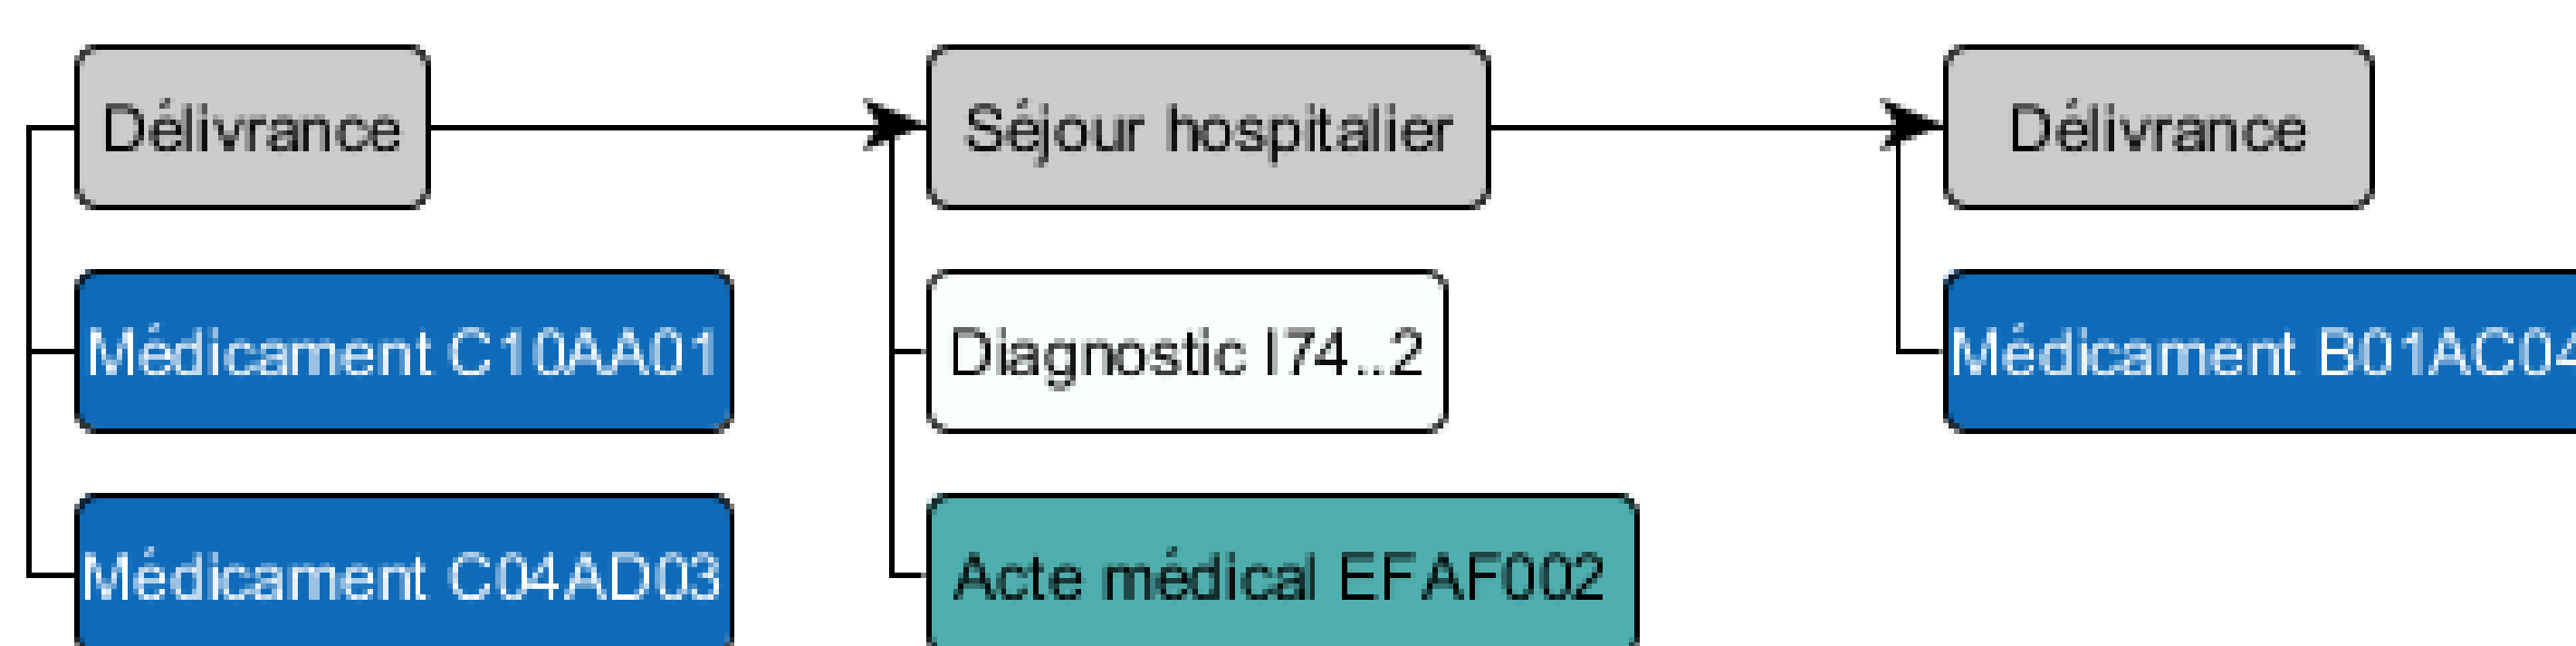 Délivrance
Médicament C10AA01
Médicament C04AD03
Séjour hospitalier
Diagnostic I74..2
Acte médical EFAF002
Délivrance
Médicament B01AC04